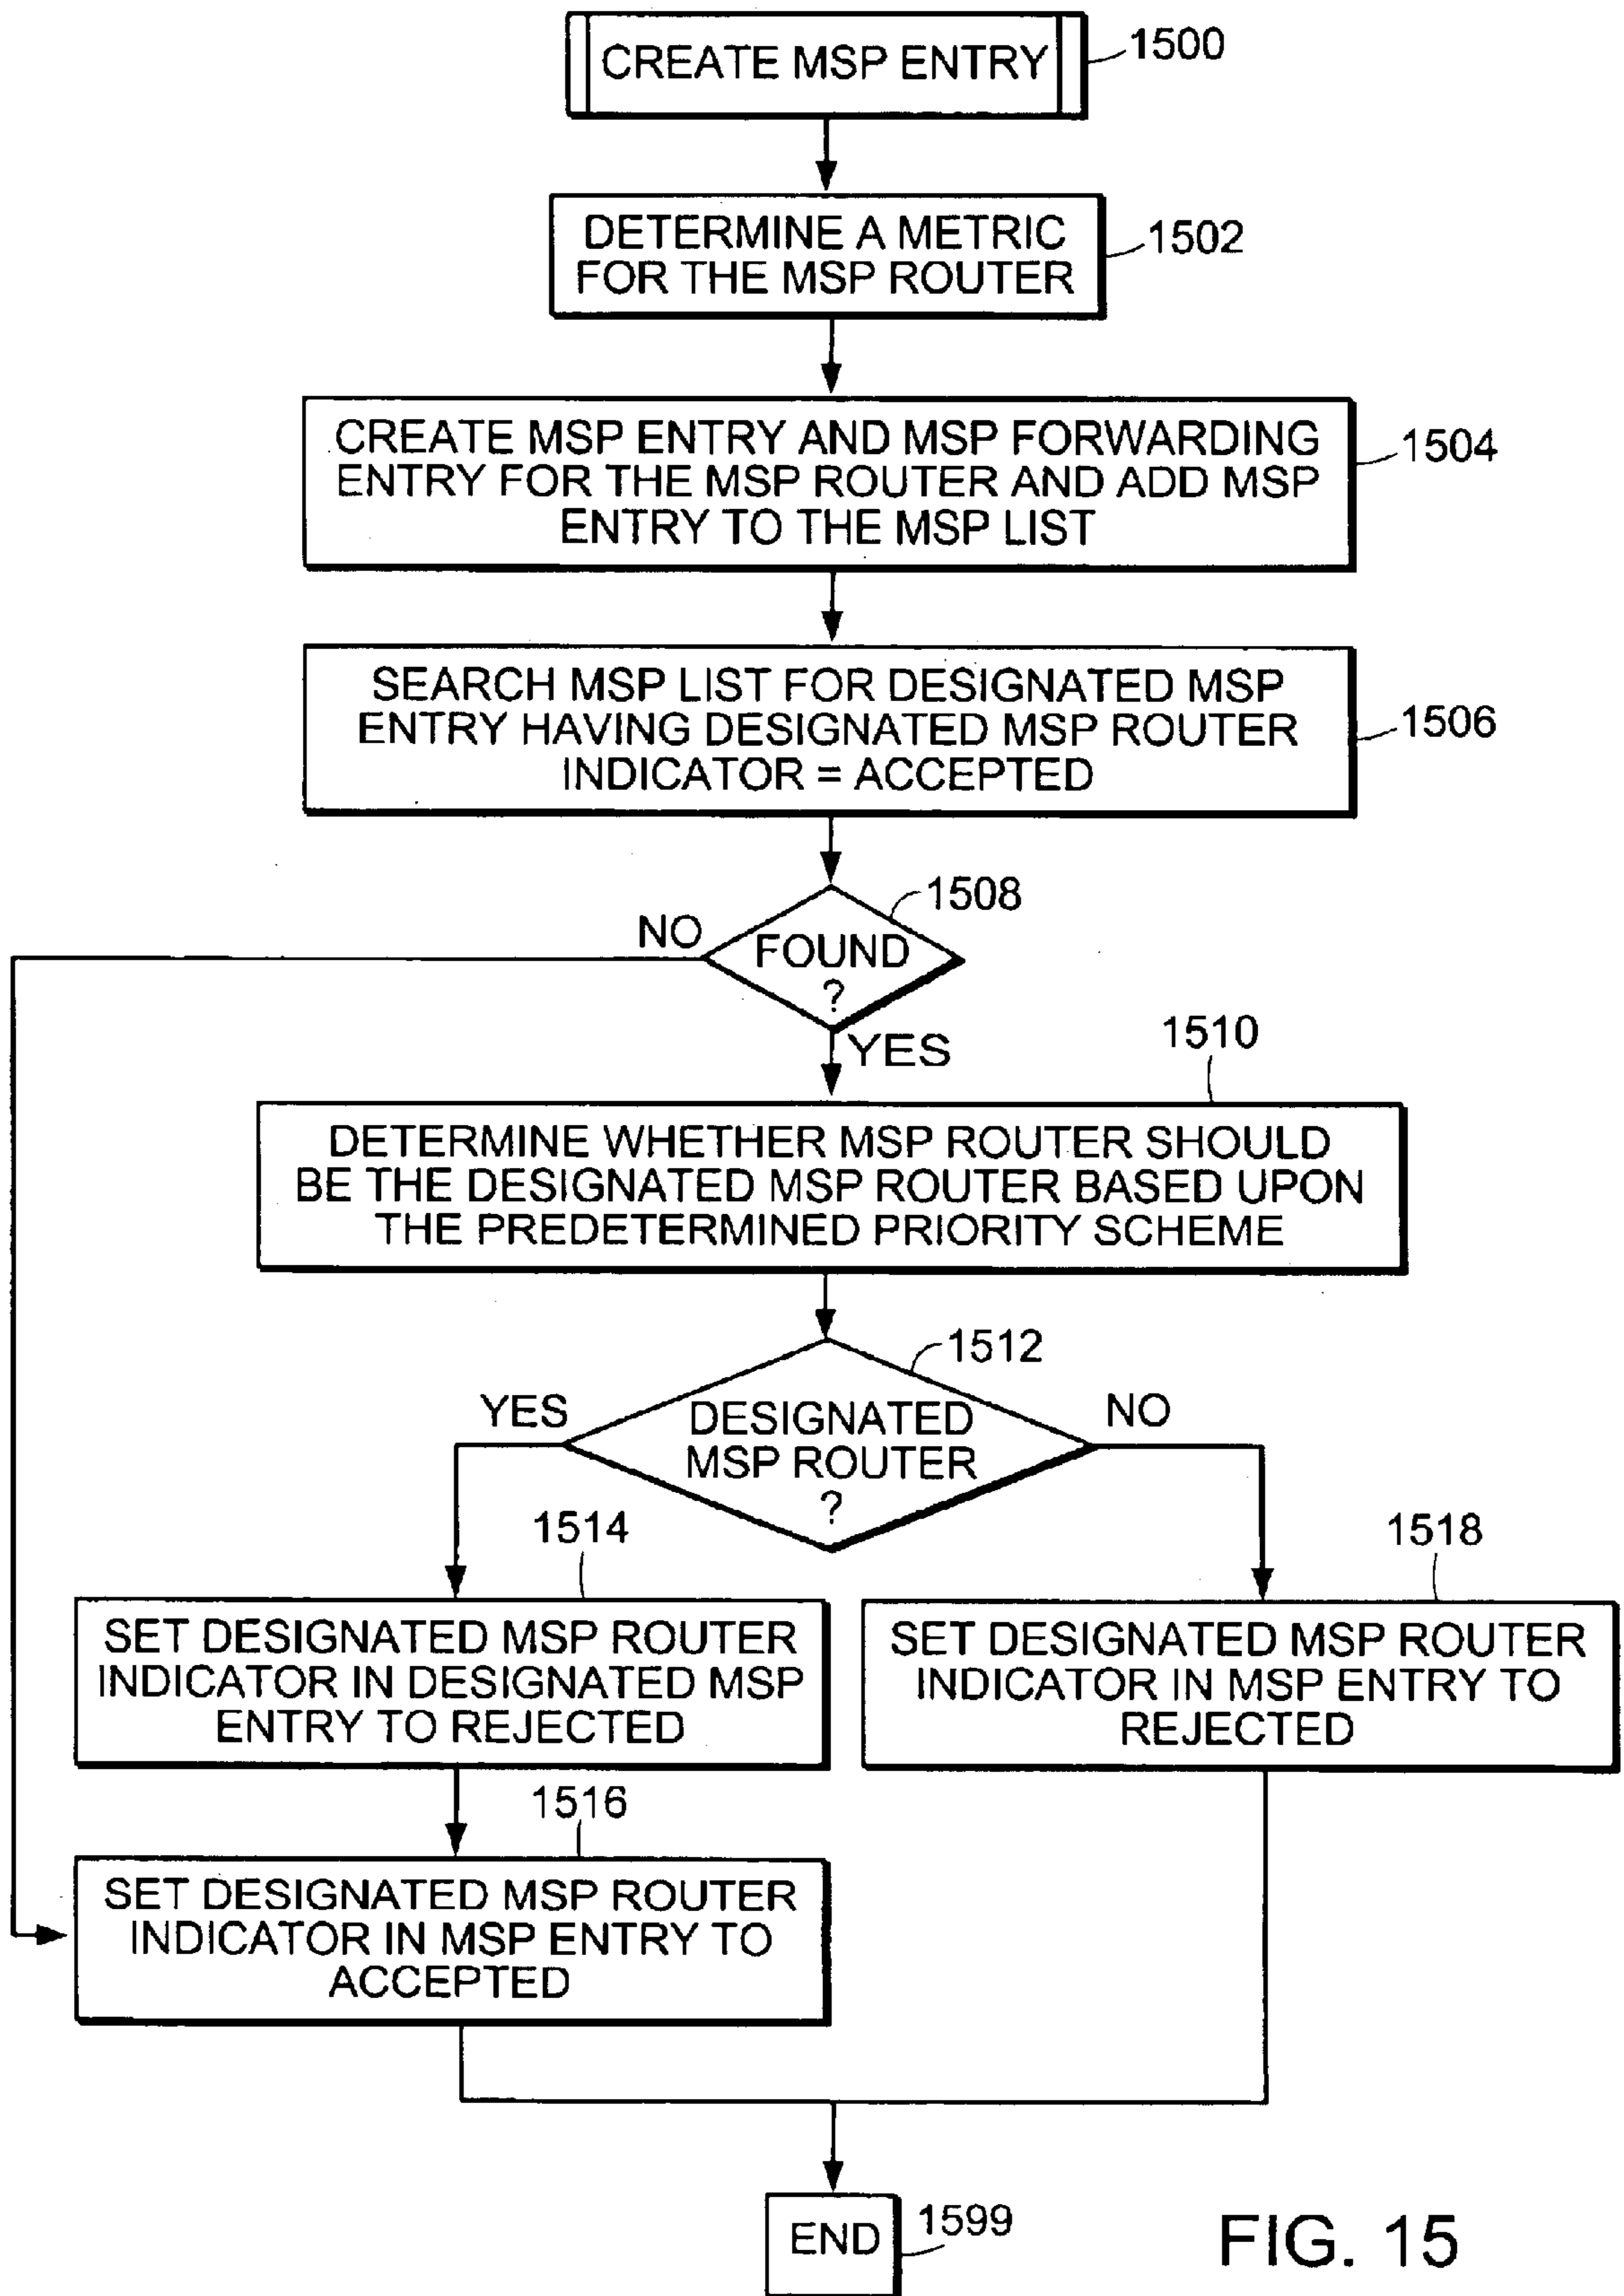 CREATE MSP ENTRY
1500
DETERMINE A METRIC
FOR THE MSP ROUTER
1502
CREATE MSP ENTRY AND MSP FORWARDING
ENTRY FOR THE MSP ROUTER AND ADD MSP
ENTRY TO THE MSP LIST
1504
SEARCH MSP LIST FOR DESIGNATED MSP
ENTRY HAVING DESIGNATED MSP ROUTER
INDICATOR = ACCEPTED
1506
1508
NO
FOUND
?
YES
1510
DETERMINE WHETHER MSP ROUTER SHOULD
BE THE DESIGNATED MSP ROUTER BASED UPON
THE PREDETERMINED PRIORITY SCHEME
1512
YES
DESIGNATED
MSP ROUTER
?
NO
1514
SET DESIGNATED MSP ROUTER
INDICATOR IN DESIGNATED MSP
ENTRY TO REJECTED
1518
SET DESIGNATED MSP ROUTER
INDICATOR IN MSP ENTRY TO
REJECTED
1516
SET DESIGNATED MSP ROUTER
INDICATOR IN MSP ENTRY TO
ACCEPTED
END
1599
FIG. 15